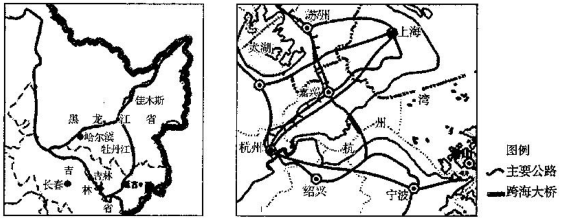 佳木斯
黑 龙 江 省
哈尔滨
牡丹江
吉
长春
吉林
林
省
苏州
太湖
上海
嘉兴
湾
州
杭
杭州
绍兴
宁波
图例
主要公路
跨海大桥